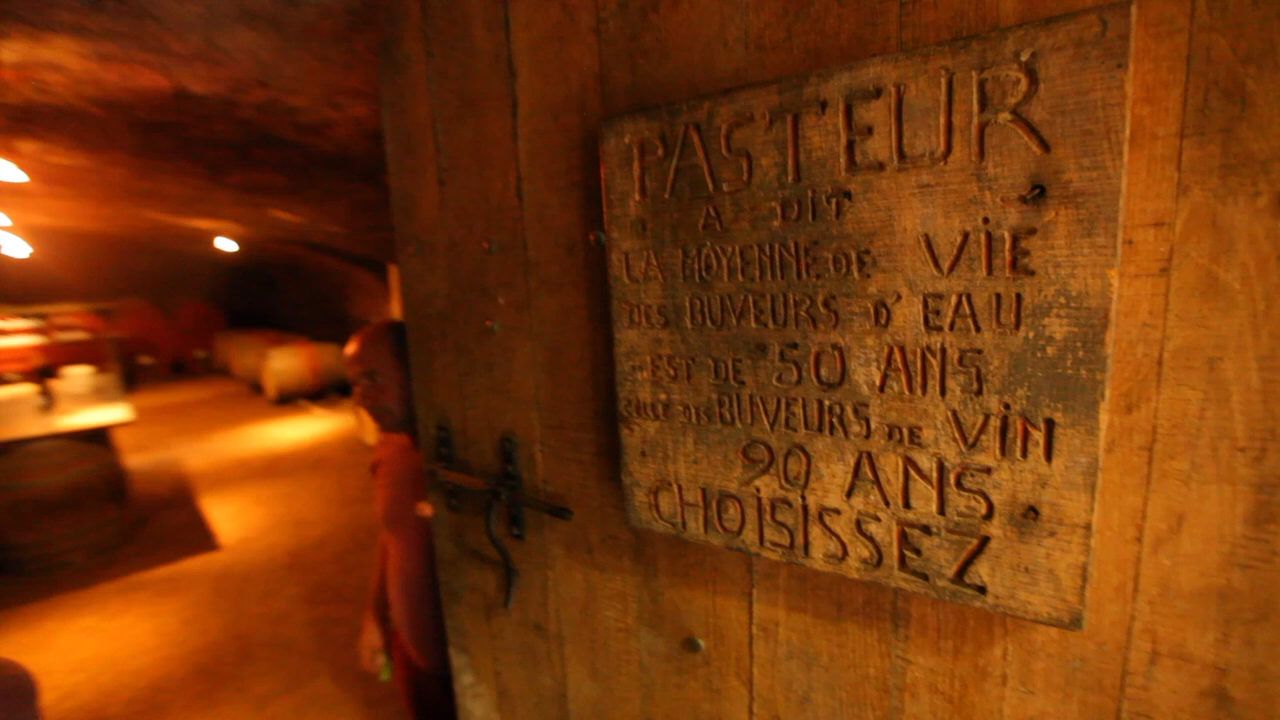 PASTEUR
A DIT
LA MOYENNE DE VIE
DES BUVEURS D'EAU
EST DE 50 ANS
CELLE DES BUVEURS DE VIN
90 ANS.
CHOISISSEZ